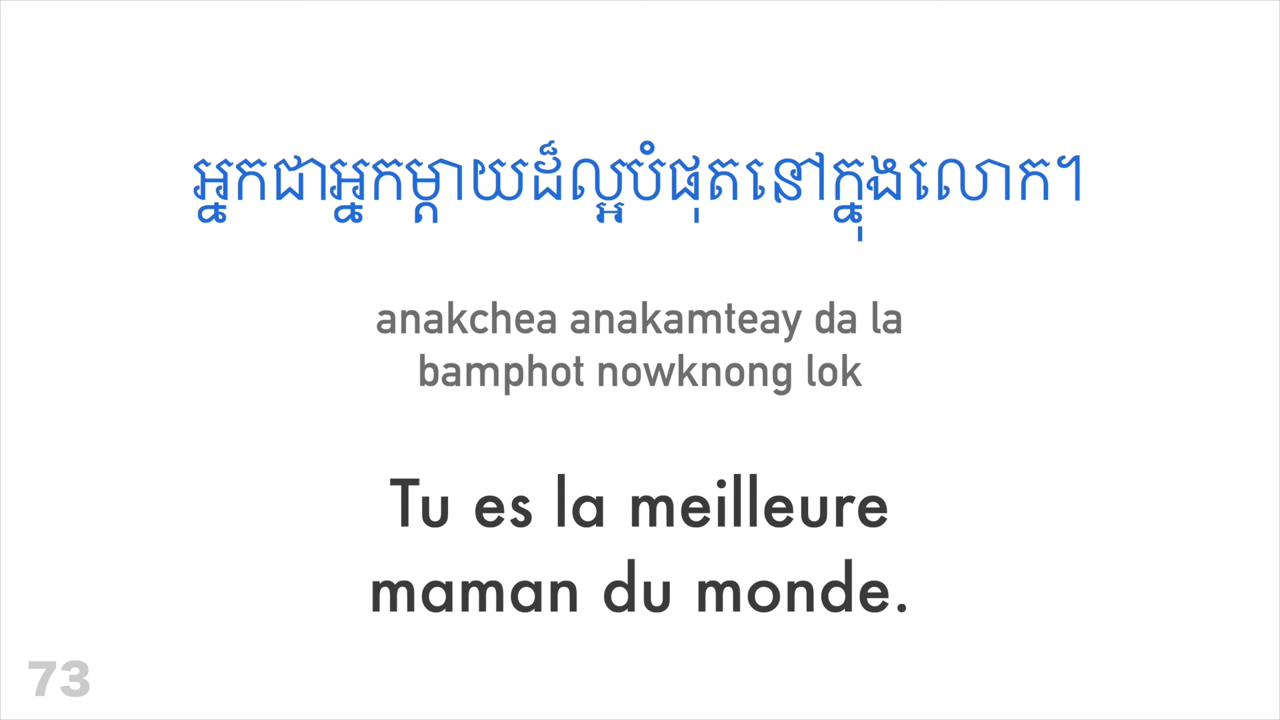 អ្នកជាអ្នកម្តាយដ៏ល្អបំផុតនៅក្នុងលោក។
anakchea anakamteay da la
bamphot nowknong lok
Tu es la meilleure
maman du monde.
73